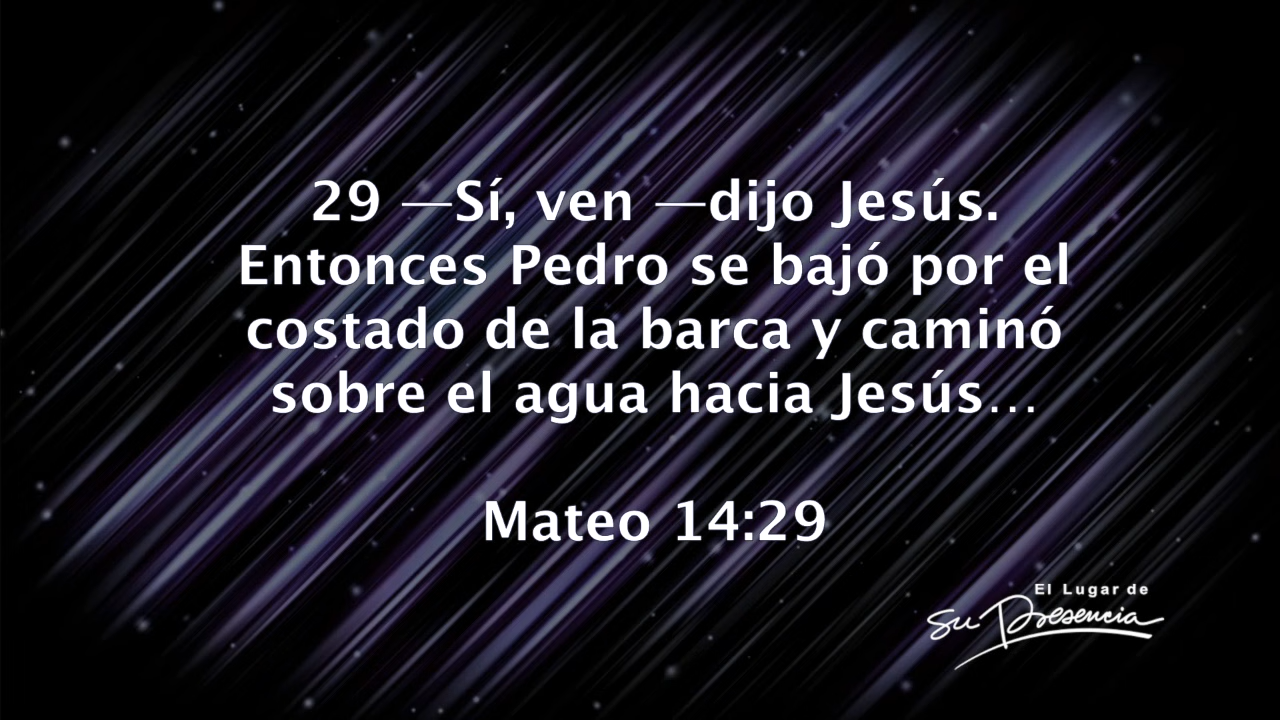 29 —Sí, ven —dijo Jesús.
Entonces Pedro se bajó por el
costado de la barca y caminó
sobre el agua hacia Jesús…
Mateo 14:29
El Lugar de
Su Presencia